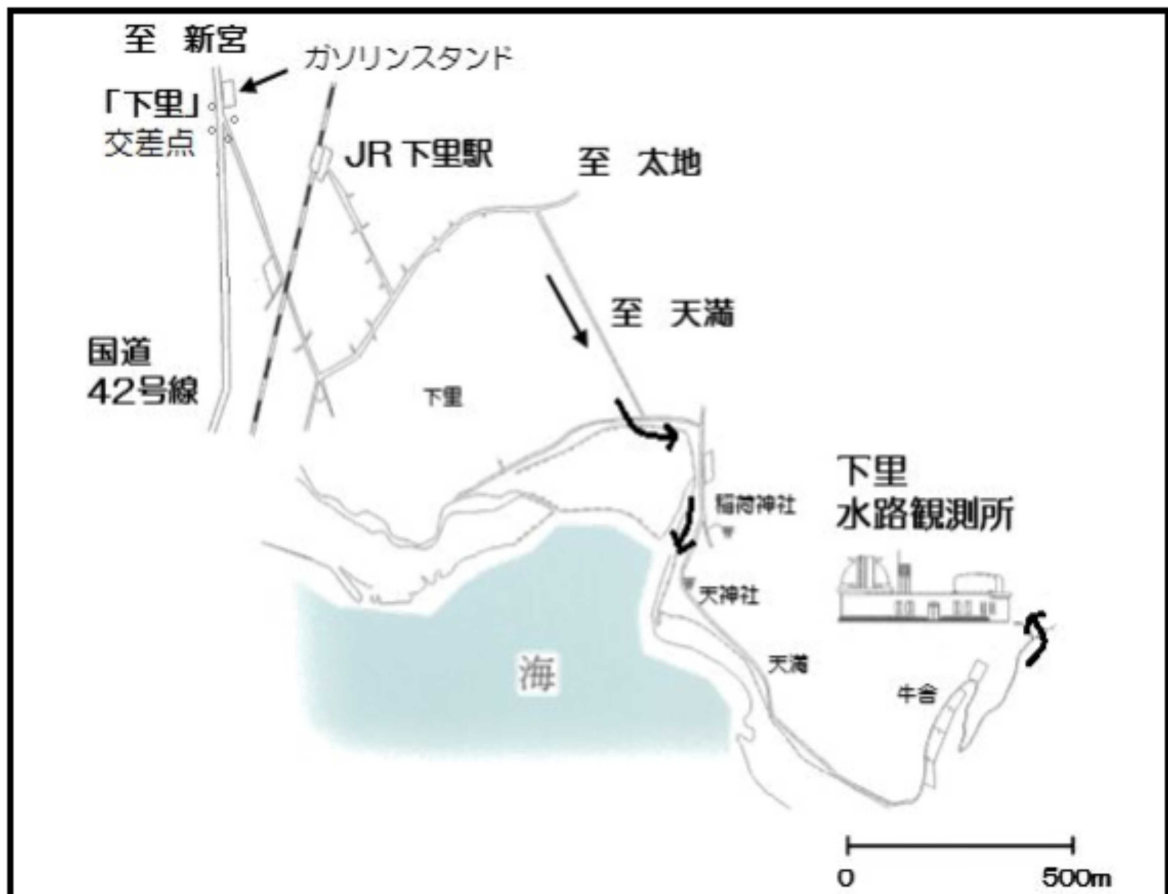 至 新宮
ガソリンスタンド
「下里」
交差点
JR 下里駅
至 太地
至 天満
国道
42号線
下里
稲荷神社
下里
水路観測所
天神社
海
天満
牛舎
0 500m